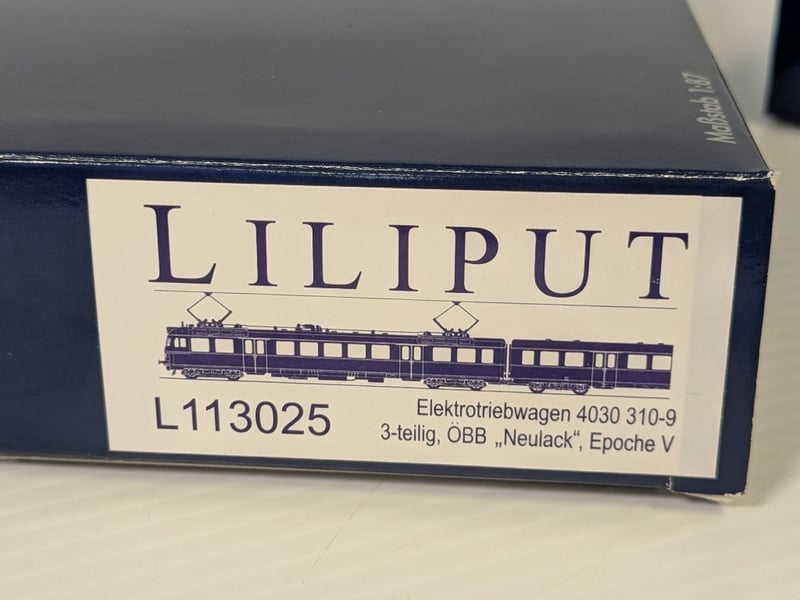 Maßstab 1:87
LILIPUT
L113025
Elektrotriebwagen 4030 310-9
3-teilig, ÖBB „Neulack“, Epoche V